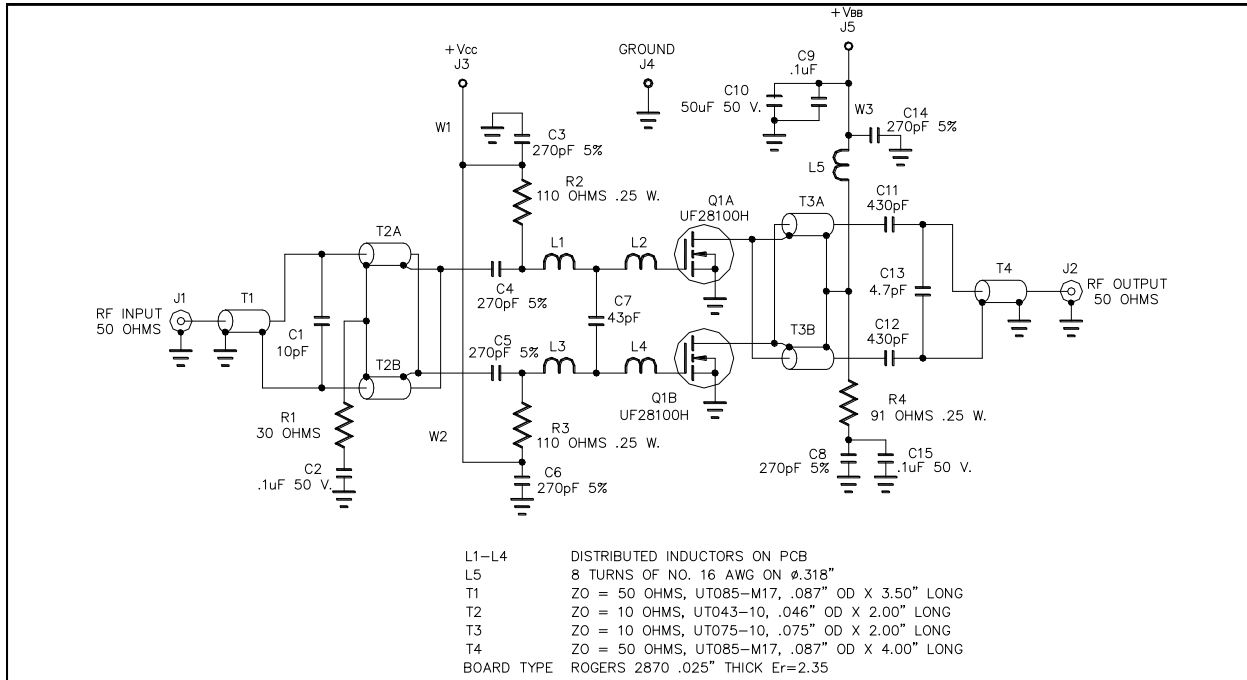 +VBB
J5
+Vcc
J3
GROUND
J4
C9
.1uF
C10
50uF 50 V.
W3
C14
270pF 5%
W1
C3
270pF 5%
L5
R2
110 OHMS .25 W.
Q1A
UF28100H
T3A
C11
430pF
T2A
L1
L2
J1
T1
RF INPUT
50 OHMS
C4
270pF 5%
C7
43pF
C13
4.7pF
T4
J2
RF OUTPUT
50 OHMS
C1
10pF
C5
270pF 5%
T3B
C12
430pF
T2B
L3
L4
R1
30 OHMS
Q1B
UF28100H
R4
91 OHMS .25 W.
W2
R3
110 OHMS .25 W.
C2
.1uF 50 V.
C6
270pF 5%
C8
270pF 5%
C15
.1uF 50 V.
L1-L4 DISTRIBUTED INDUCTORS ON PCB
L5 8 TURNS OF NO. 16 AWG ON ø.318"
T1 ZO = 50 OHMS, UT085-M17, .087" OD X 3.50" LONG
T2 ZO = 10 OHMS, UT043-10, .046" OD X 2.00" LONG
T3 ZO = 10 OHMS, UT075-10, .075" OD X 2.00" LONG
T4 ZO = 50 OHMS, UT085-M17, .087" OD X 4.00" LONG
BOARD TYPE ROGERS 2870 .025" THICK Er=2.35